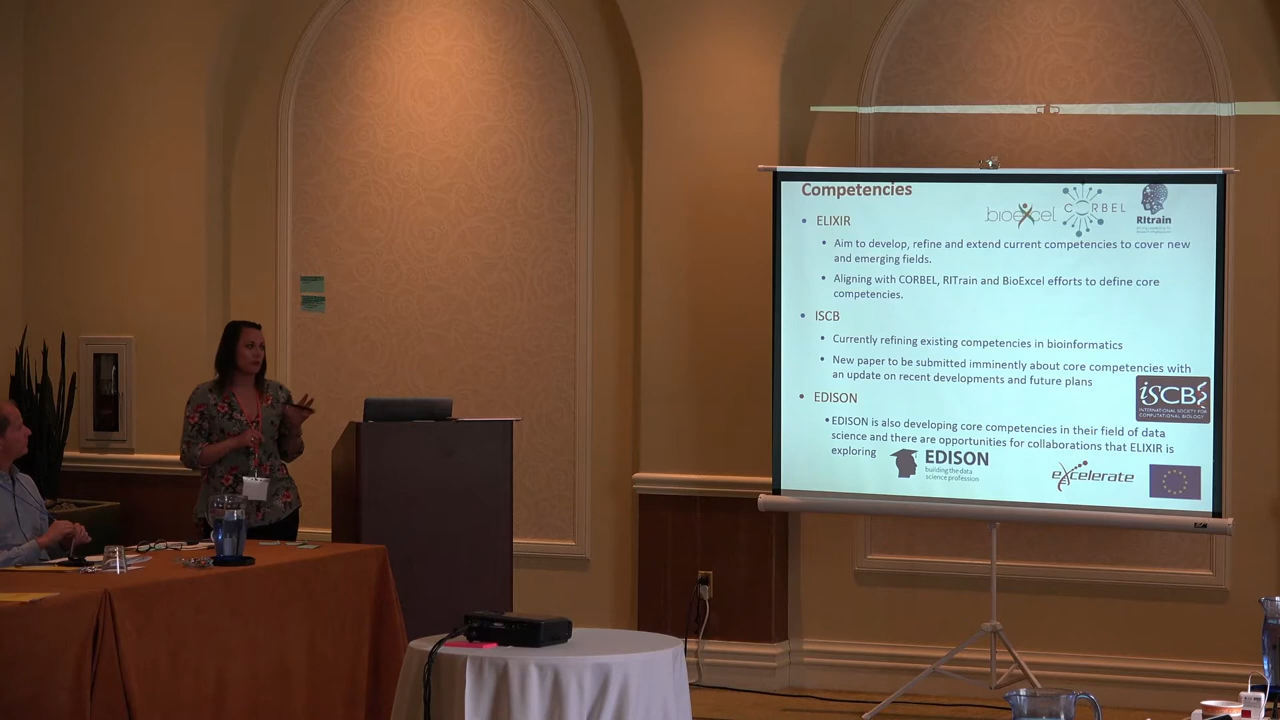 Competencies
bioexcel
CORBEL
RItrain
ELIXIR
Aim to develop, refine and extend current competencies to cover new
and emerging fields.
Aligning with CORBEL, RITrain and BioExcel efforts to define core
competencies.
ISCB
Currently refining existing competencies in bioinformatics
New paper to be submitted imminently about core competencies with
an update on recent developments and future plans
iSCB
INTERNATIONAL SOCIETY FOR
COMPUTATIONAL BIOLOGY
EDISON
EDISON is also developing core competencies in their field of data
science and there are opportunities for collaborations that ELIXIR is
exploring
EDISON
building the data
science profession
excelerate